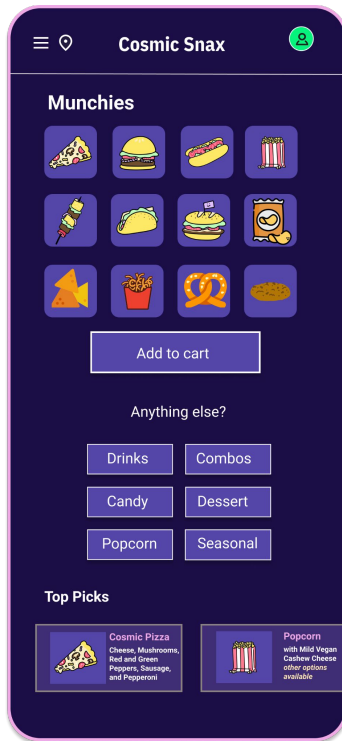 Cosmic Snax
Munchies
Add to cart
Anything else?
Drinks
Combos
Candy
Dessert
Popcorn
Seasonal
Top Picks
Cosmic Pizza
Cheese, Mushrooms,
Red and Green
Peppers, Sausage,
and Pepperoni
Popcorn
with Mild Vegan
Cashew Cheese
other options
available